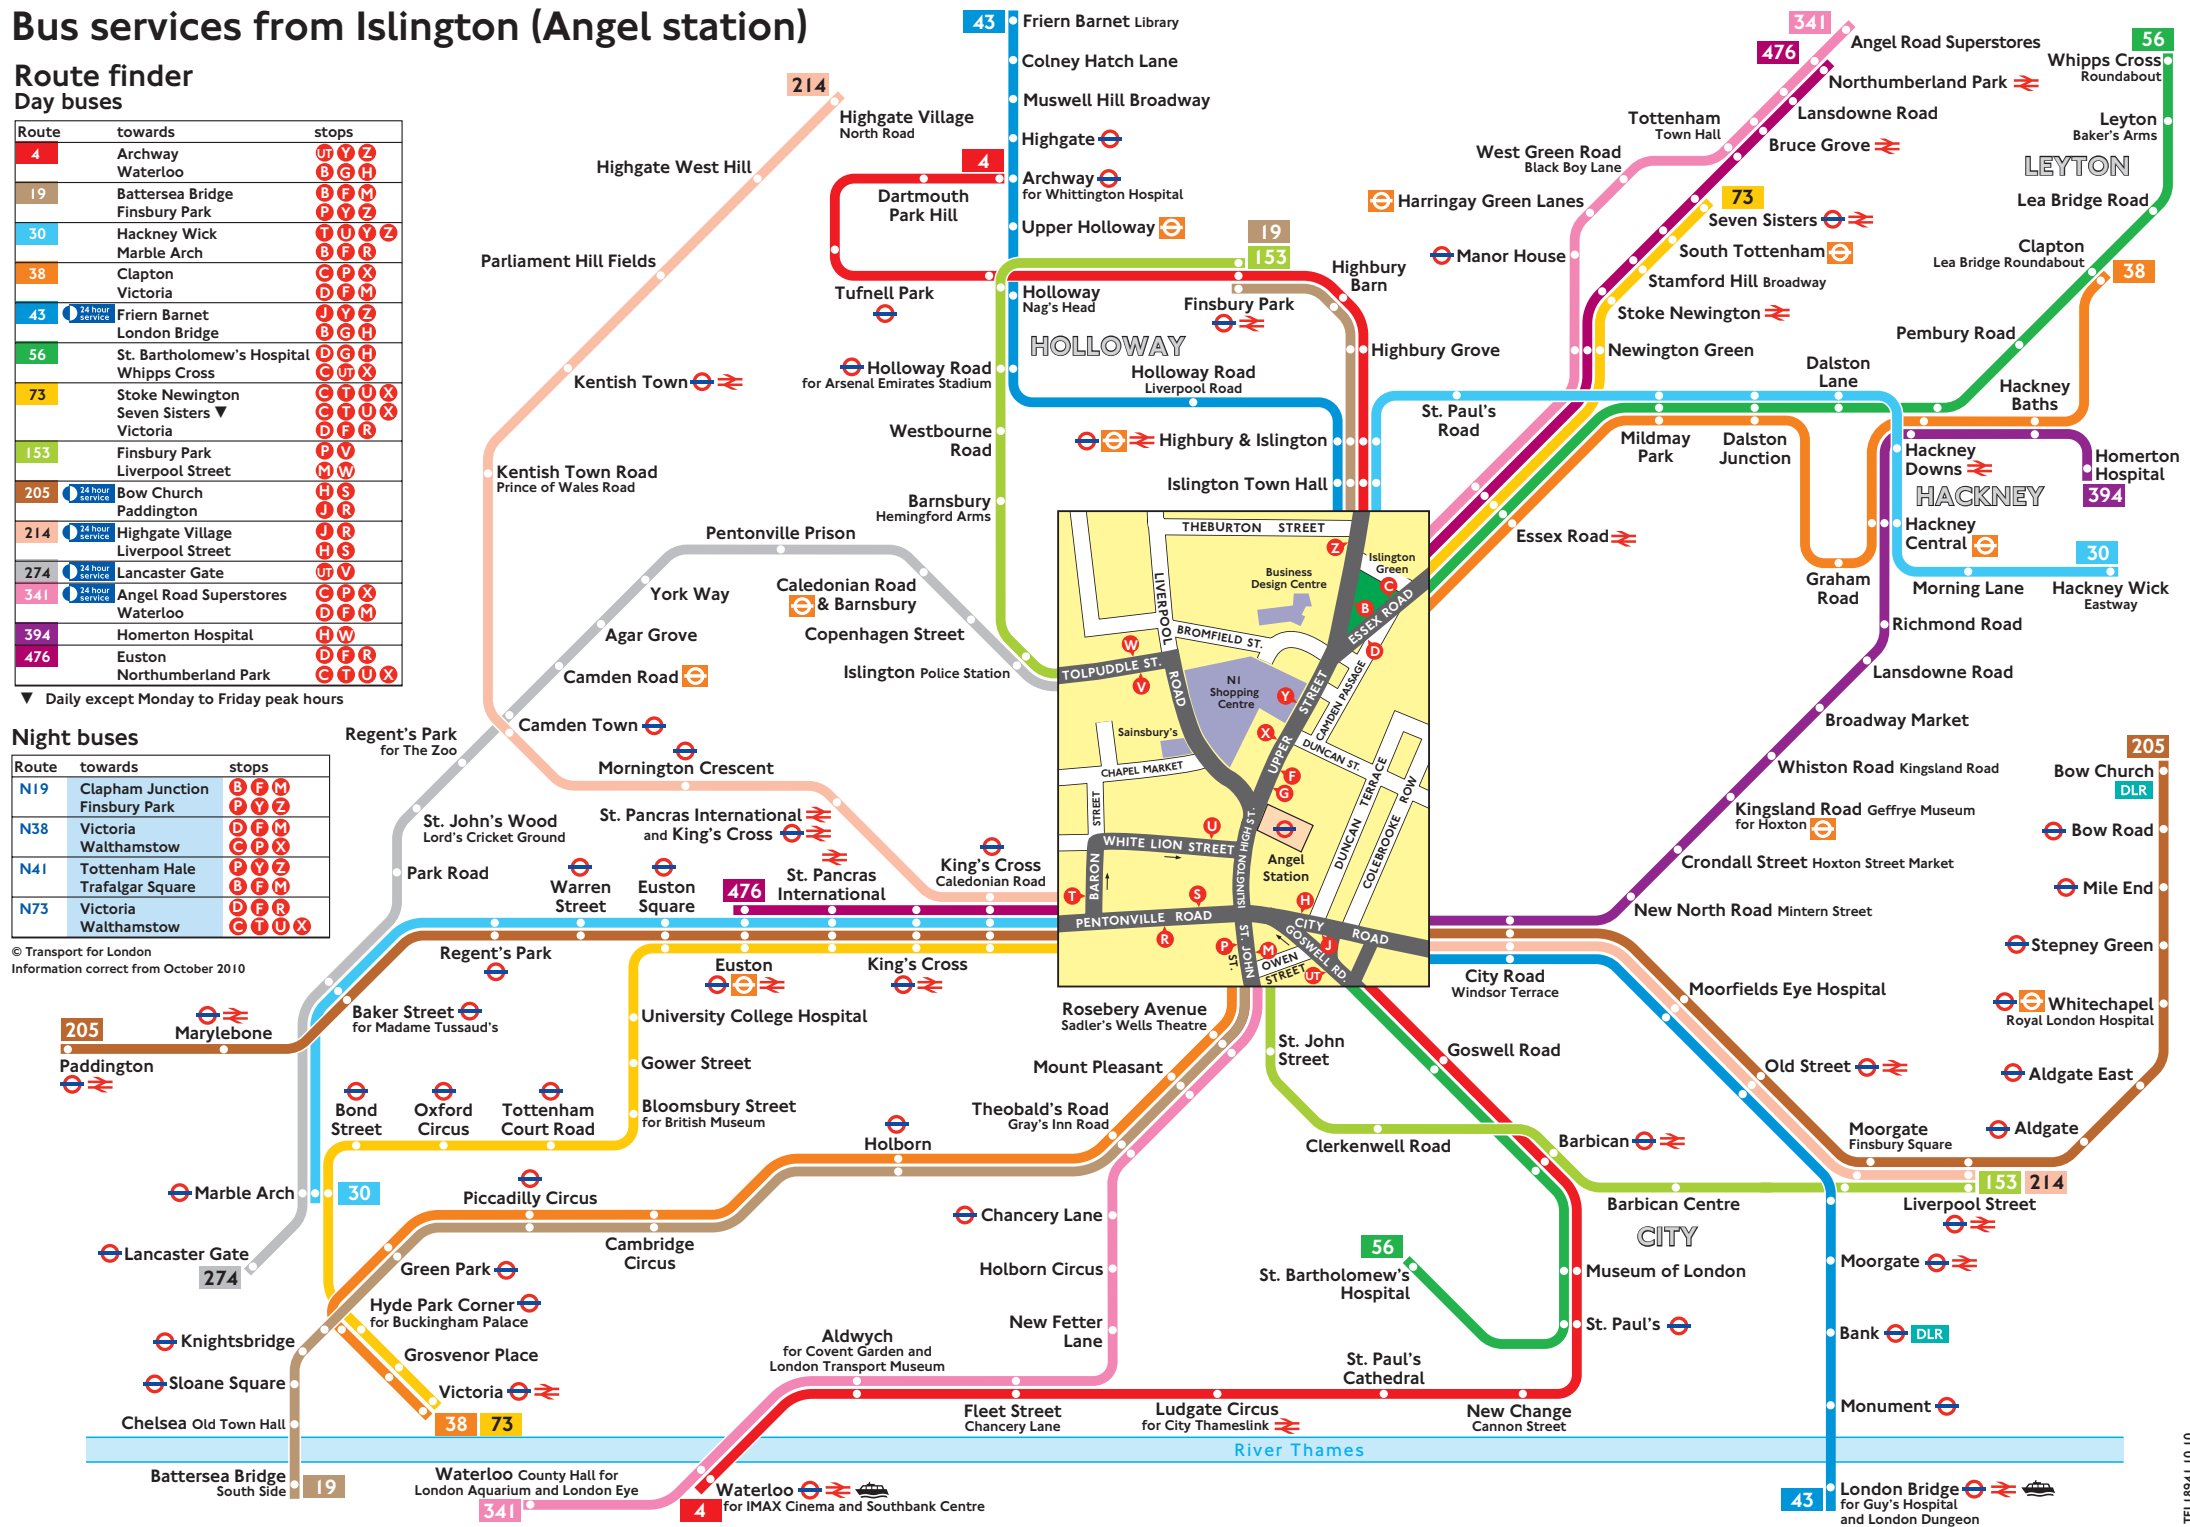 Bus services from Islington (Angel station)
Route finder
Day buses
Route towards stops
4 Archway UT Y Z
Waterloo B G H
19 Battersea Bridge B F M
Finsbury Park P Y Z
30 Hackney Wick T U Y Z
Marble Arch B F R
38 Clapton C P X
Victoria D F M
43 24 hour service Friern Barnet J Y Z
London Bridge B G H
56 St. Bartholomew's Hospital D G H
Whipps Cross C UT X
73 Stoke Newington C T U X
Seven Sisters ▼ C T U X
Victoria D F R
153 Finsbury Park P V
Liverpool Street M W
205 24 hour service Bow Church H S
Paddington J R
214 24 hour service Highgate Village J R
Liverpool Street H S
274 24 hour service Lancaster Gate UT V
341 24 hour service Angel Road Superstores C P X
Waterloo D F M
394 Homerton Hospital H W
476 Euston D F R
Northumberland Park C T U X
▼ Daily except Monday to Friday peak hours
Night buses
Route towards stops
N19 Clapham Junction B F M
Finsbury Park P Y Z
N38 Victoria D F M
Walthamstow C P X
N41 Tottenham Hale P Y Z
Trafalgar Square B F M
N73 Victoria D F R
Walthamstow C T U X
© Transport for London
Information correct from October 2010
214
Highgate Village
North Road
Highgate West Hill
Parliament Hill Fields
Kentish Town
Kentish Town Road
Prince of Wales Road
43
Friern Barnet Library
Colney Hatch Lane
Muswell Hill Broadway
Highgate
4
Archway
for Whittington Hospital
Dartmouth
Park Hill
Upper Holloway
19
153
Tufnell Park
Holloway
Nag's Head
Finsbury Park
Highbury
Barn
HOLLOWAY
Highbury Grove
Holloway Road
for Arsenal Emirates Stadium
Holloway Road
Liverpool Road
Westbourne
Road
Highbury & Islington
Islington Town Hall
Barnsbury
Hemingford Arms
Pentonville Prison
Caledonian Road
& Barnsbury
Copenhagen Street
Islington Police Station
York Way
Agar Grove
Camden Road
Camden Town
Regent's Park
for The Zoo
Mornington Crescent
St. John's Wood
Lord's Cricket Ground
Park Road
St. Pancras International
and King's Cross
Warren
Street
Euston
Square
476
St. Pancras
International
King's Cross
Caledonian Road
Regent's Park
Euston
King's Cross
Baker Street
for Madame Tussaud's
Marylebone
205
Paddington
University College Hospital
Gower Street
Bloomsbury Street
for British Museum
Bond
Street
Oxford
Circus
Tottenham
Court Road
Marble Arch
30
Lancaster Gate
274
Piccadilly Circus
Cambridge
Circus
Holborn
Green Park
Hyde Park Corner
for Buckingham Palace
Knightsbridge
Grosvenor Place
Sloane Square
Victoria
38 73
Chelsea Old Town Hall
Battersea Bridge
South Side
19
341
476
Angel Road Superstores
Northumberland Park
Lansdowne Road
Tottenham
Town Hall
Bruce Grove
West Green Road
Black Boy Lane
73
Harringay Green Lanes
Seven Sisters
Manor House
South Tottenham
Stamford Hill Broadway
Stoke Newington
Newington Green
56
Whipps Cross
Roundabout
Leyton
Baker's Arms
LEYTON
Lea Bridge Road
Clapton
Lea Bridge Roundabout
38
Pembury Road
Dalston
Lane
Hackney
Baths
St. Paul's
Road
Mildmay
Park
Dalston
Junction
Hackney
Downs
Homerton
Hospital
394
HACKNEY
Essex Road
Hackney
Central
30
Graham
Road
Morning Lane
Hackney Wick
Eastway
Richmond Road
Lansdowne Road
Broadway Market
Whiston Road Kingsland Road
Kingsland Road Geffrye Museum
for Hoxton
Crondall Street Hoxton Street Market
New North Road Mintern Street
205
Bow Church
DLR
Bow Road
Mile End
Stepney Green
Whitechapel
Royal London Hospital
Aldgate East
Aldgate
City Road
Windsor Terrace
Moorfields Eye Hospital
Old Street
Moorgate
Finsbury Square
153 214
Liverpool Street
THEBURTON STREET
Z
Islington
Green
Business
Design Centre
C
B
LIVERPOOL
ROAD
BROMFIELD ST.
ESSEX ROAD
D
W
TOLPUDDLE ST.
V
N1
Shopping
Centre
Y
UPPER STREET
CAMDEN PASSAGE
Sainsbury's
X
DUNCAN ST.
CHAPEL MARKET
F
G
DUNCAN TERRACE
COLEBROOKE ROW
BARON STREET
U
WHITE LION STREET
ISLINGTON HIGH ST.
Angel
Station
T
S
H
PENTONVILLE ROAD
CITY ROAD
R
P
M
J
ST. JOHN ST.
GOSWELL RD.
OWEN STREET
UT
Rosebery Avenue
Sadler's Wells Theatre
Mount Pleasant
Theobald's Road
Gray's Inn Road
St. John
Street
Goswell Road
Clerkenwell Road
Barbican
Barbican Centre
CITY
Chancery Lane
Holborn Circus
New Fetter
Lane
56
St. Bartholomew's
Hospital
Museum of London
St. Paul's
Moorgate
Bank DLR
Monument
Aldwych
for Covent Garden and
London Transport Museum
St. Paul's
Cathedral
Fleet Street
Chancery Lane
Ludgate Circus
for City Thameslink
New Change
Cannon Street
River Thames
Waterloo County Hall for
London Aquarium and London Eye
341
4
Waterloo
for IMAX Cinema and Southbank Centre
43
London Bridge
for Guy's Hospital
and London Dungeon